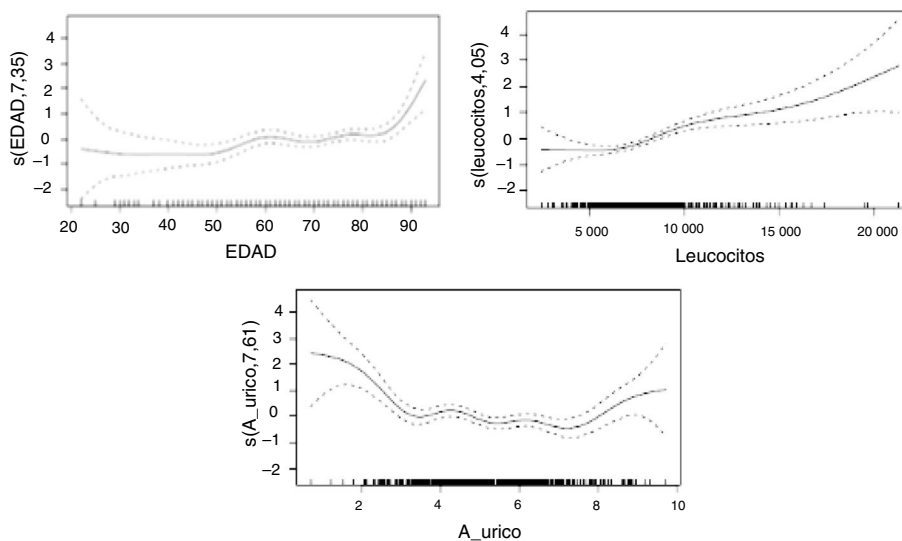 s(EDAD,7,35)
4
3
2
1
0
−1
−2
20 30 40 50 60 70 80 90
EDAD
s(leucocitos,4,05)
4
3
2
1
0
−1
−2
5 000 10 000 15 000 20 000
Leucocitos
s(A_urico,7,61)
4
3
2
1
0
−1
−2
2 4 6 8 10
A_urico